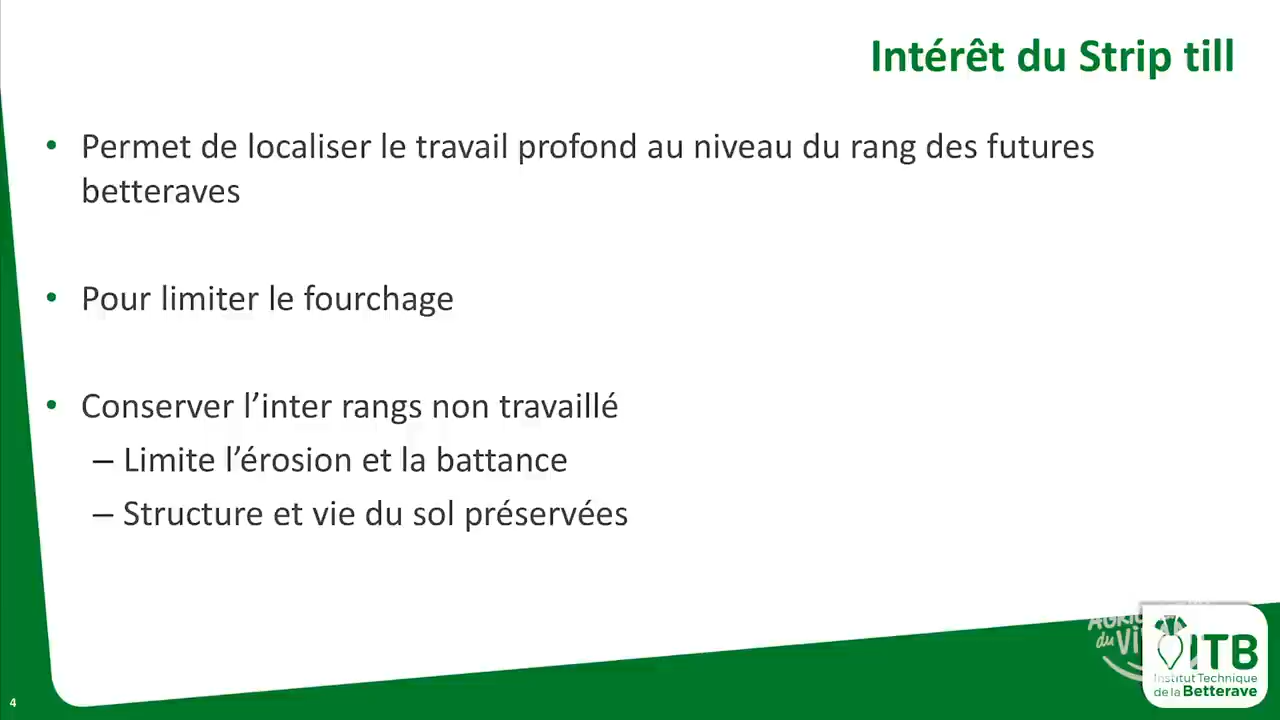 Intérêt du Strip till
• Permet de localiser le travail profond au niveau du rang des futures
betteraves
• Pour limiter le fourchage
• Conserver l’inter rangs non travaillé
– Limite l’érosion et la battance
– Structure et vie du sol préservées
du
ITB
Institut Technique
de la Betterave
4